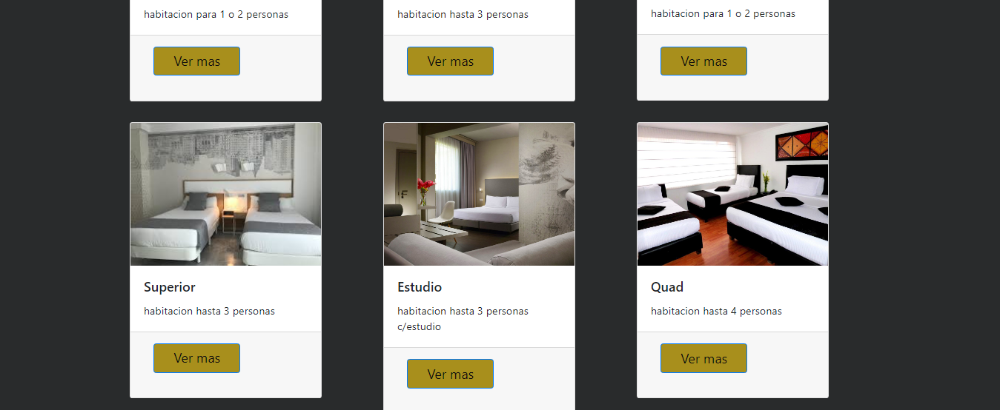 habitacion para 1 o 2 personas
habitacion hasta 3 personas
habitacion para 1 o 2 personas
Ver mas
Ver mas
Ver mas
Superior
habitacion hasta 3 personas
Ver mas
Estudio
habitacion hasta 3 personas
c/estudio
Ver mas
Quad
habitacion hasta 4 personas
Ver mas